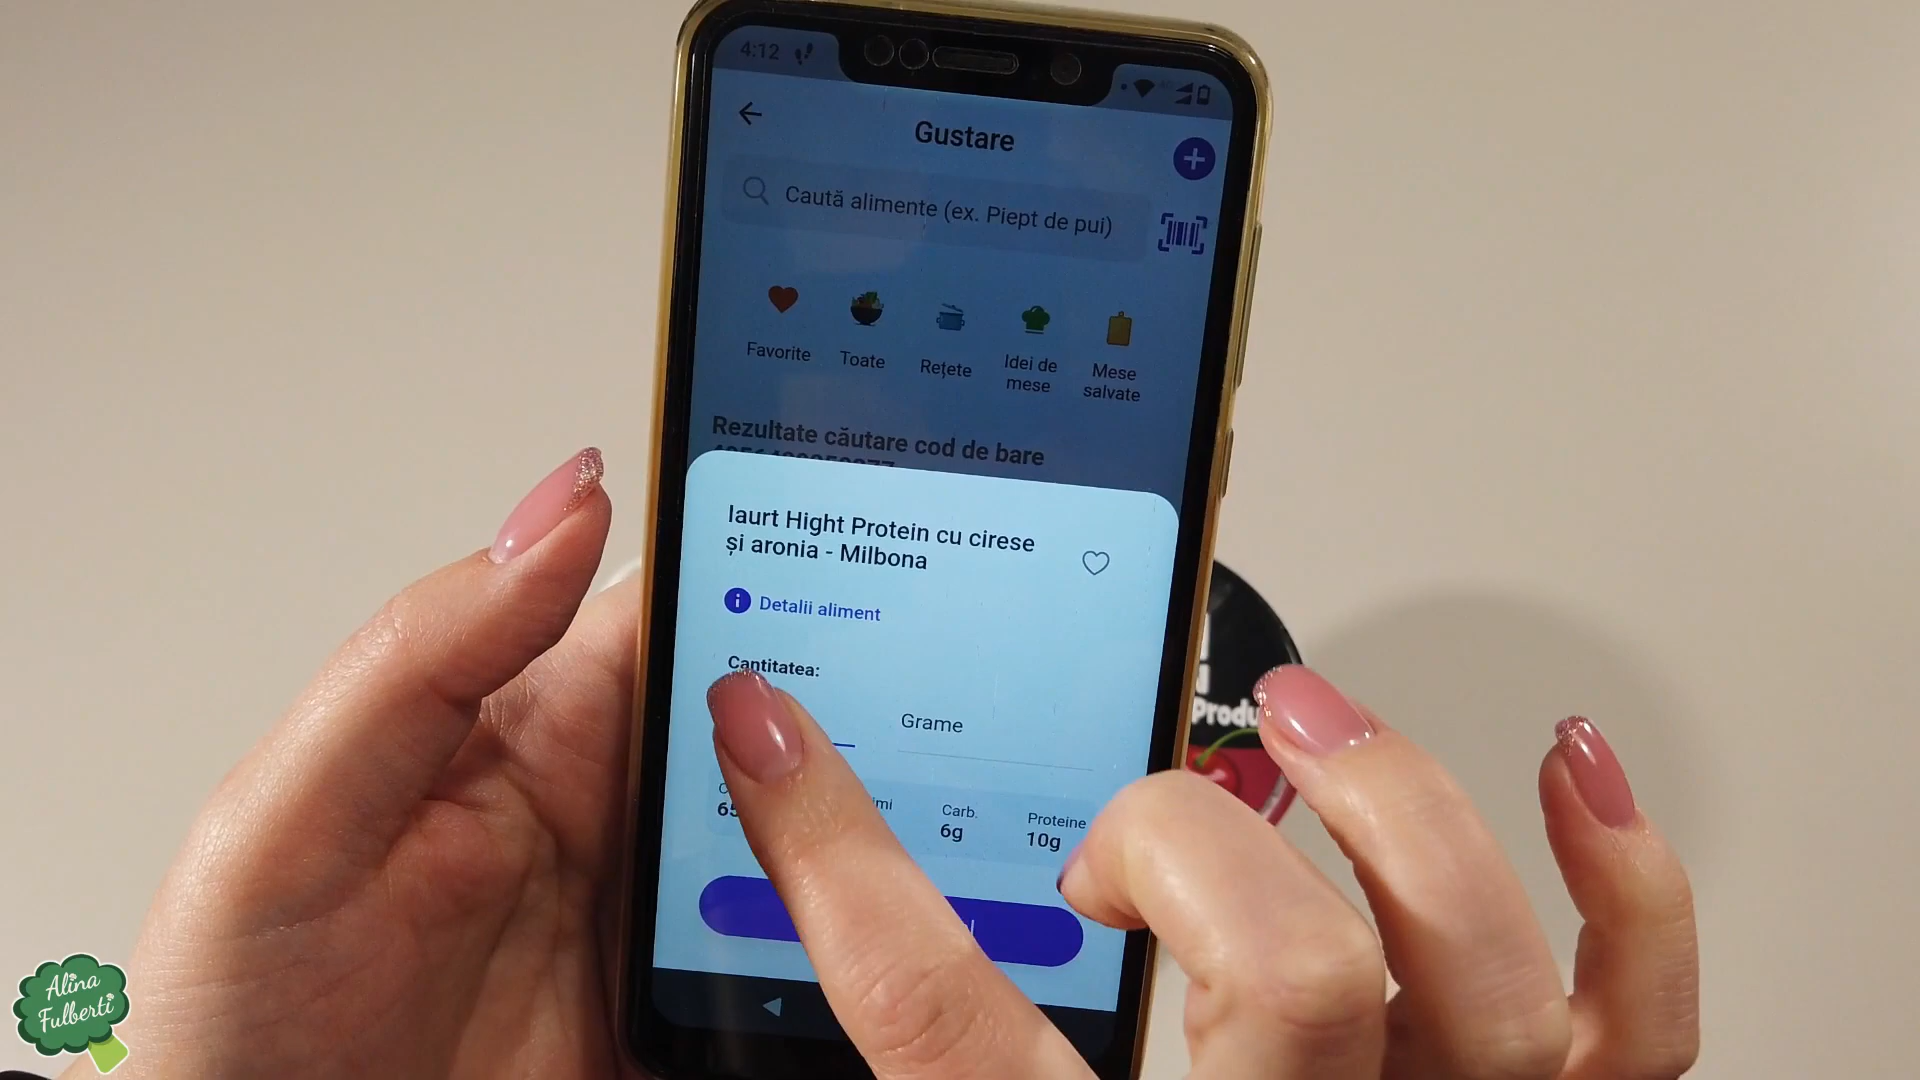 4:12
Gustare
Caută alimente (ex. Piept de pui)
Favorite
Toate
Rețete
Idei de
mese
Mese
salvate
Rezultate căutare cod de bare
Iaurt Hight Protein cu cirese
și aronia - Milbona
Detalii aliment
Cantitatea:
Grame
Carb.
6g
Proteine
10g
Alina
Fulberti